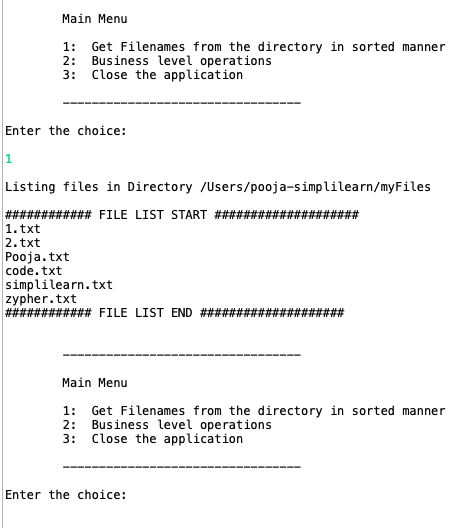 Main Menu
1: Get Filenames from the directory in sorted manner
2: Business level operations
3: Close the application
---------------------------------
Enter the choice:
1
Listing files in Directory /Users/pooja-simplilearn/myFiles
############ FILE LIST START ####################
1.txt
2.txt
Pooja.txt
code.txt
simplilearn.txt
zypher.txt
############ FILE LIST END ####################
---------------------------------
Main Menu
1: Get Filenames from the directory in sorted manner
2: Business level operations
3: Close the application
---------------------------------
Enter the choice: